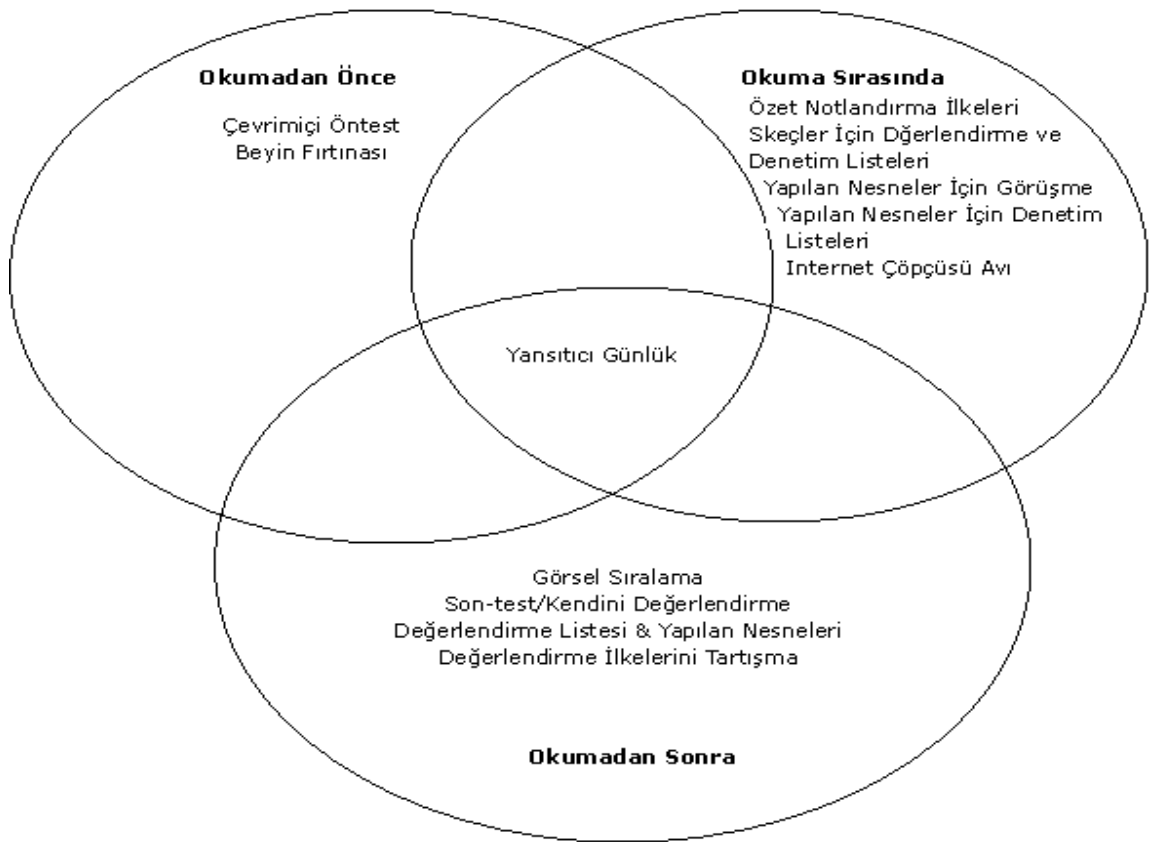 Okumadan Önce
Çevrimiçi Öntest
Beyin Fırtınası
Okuma Sırasında
Özet Notlandırma İlkeleri
Skeçler İçin Dğerlendirme ve
Denetim Listeleri
Yapılan Nesneler İçin Görüşme
Yapılan Nesneler İçin Denetim
Listeleri
Internet Çöpçüsü Avı
Yansıtıcı Günlük
Görsel Sıralama
Son-test/Kendini Değerlendirme
Değerlendirme Listesi & Yapılan Nesneleri
Değerlendirme İlkelerini Tartışma
Okumadan Sonra